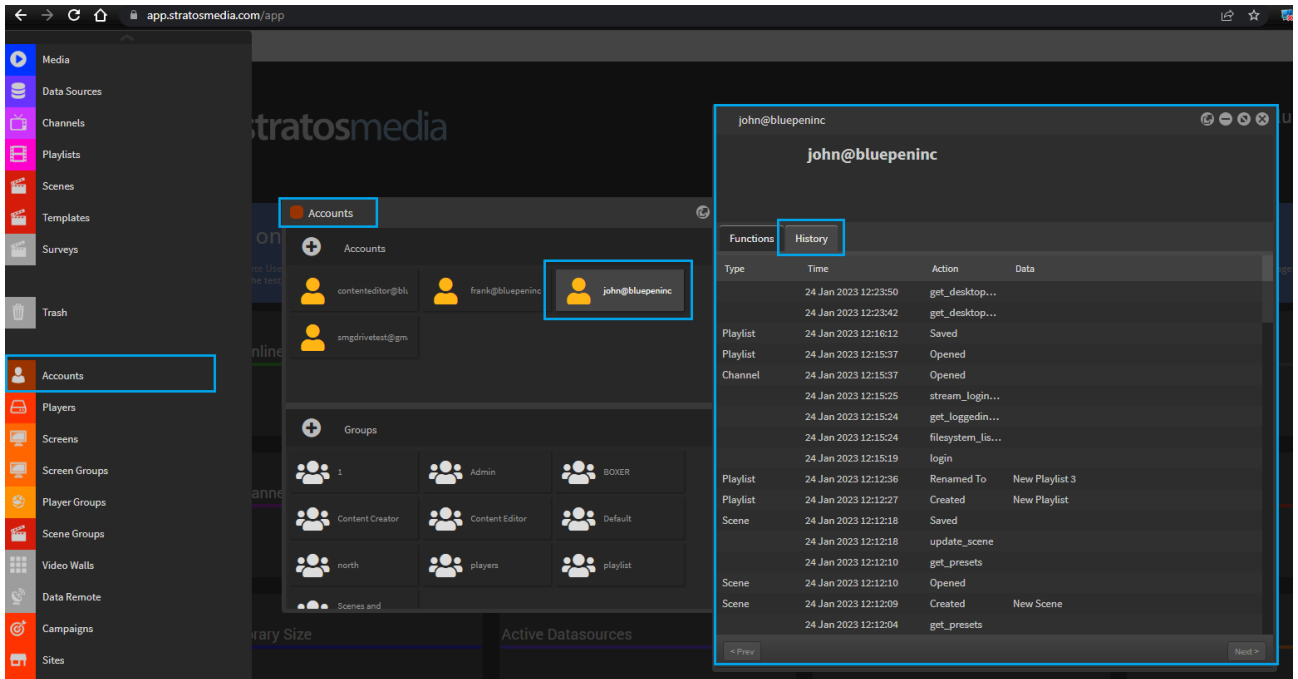 app.stratosmedia.com/app
Media
Data Sources
Channels
Playlists
Scenes
Templates
Surveys
Trash
Accounts
Players
Screens
Screen Groups
Player Groups
Scene Groups
Video Walls
Data Remote
Campaigns
Sites
stratosmedia
on
Accounts
Accounts
contenteditor@blu
frank@bluepeninc
john@bluepeninc
smgdrivetest@gm
Groups
1
Admin
BOXER
Content Creator
Content Editor
Default
north
players
playlist
Scenes and
rary Size
Active Datasources
john@bluepeninc
john@bluepeninc
Functions
History
Type Time Action Data
24 Jan 2023 12:23:50 get_desktop...
24 Jan 2023 12:23:42 get_desktop...
Playlist 24 Jan 2023 12:16:12 Saved
Playlist 24 Jan 2023 12:15:37 Opened
Channel 24 Jan 2023 12:15:37 Opened
24 Jan 2023 12:15:25 stream_login...
24 Jan 2023 12:15:24 get_loggedin...
24 Jan 2023 12:15:24 filesystem_lis...
24 Jan 2023 12:15:19 login
Playlist 24 Jan 2023 12:12:36 Renamed To New Playlist 3
Playlist 24 Jan 2023 12:12:27 Created New Playlist
Scene 24 Jan 2023 12:12:18 Saved
24 Jan 2023 12:12:18 update_scene
24 Jan 2023 12:12:10 get_presets
Scene 24 Jan 2023 12:12:10 Opened
Scene 24 Jan 2023 12:12:09 Created New Scene
24 Jan 2023 12:12:04 get_presets
< Prev
Next >